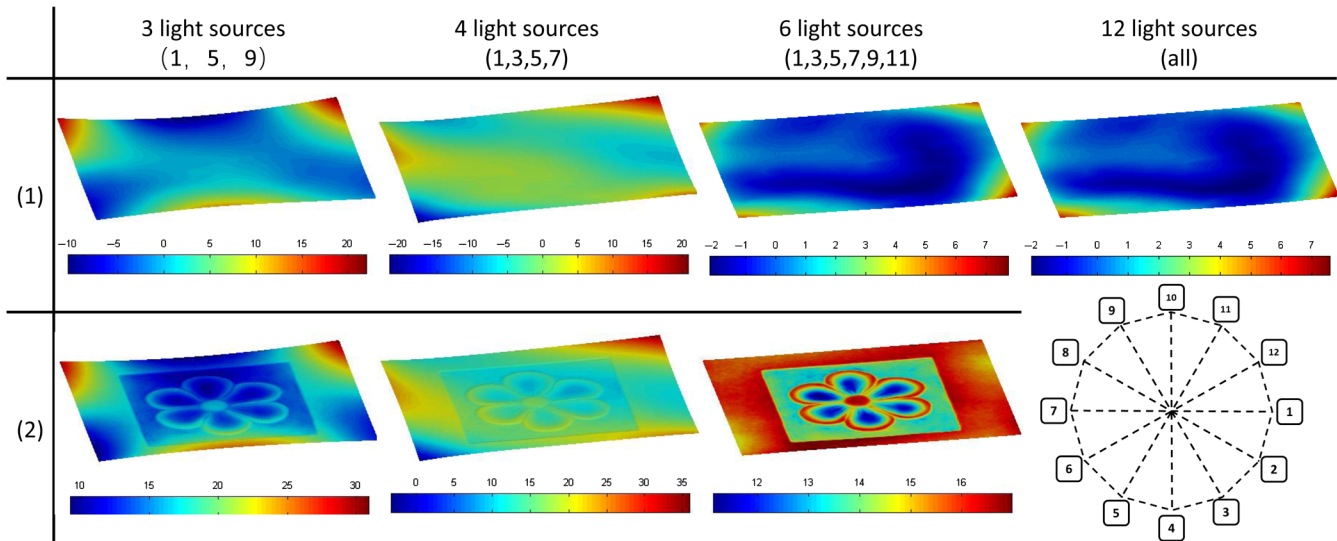 3 light sources
(1, 5, 9)
4 light sources
(1,3,5,7)
6 light sources
(1,3,5,7,9,11)
12 light sources
(all)
(1)
−10 −5 0 5 10 15 20
−20 −15 −10 −5 0 5 10 15 20
−2 −1 0 1 2 3 4 5 6 7
−2 −1 0 1 2 3 4 5 6 7
(2)
10 15 20 25 30
0 5 10 15 20 25 30 35
12 13 14 15 16
10
9
11
8
12
7
1
6
2
5
3
4